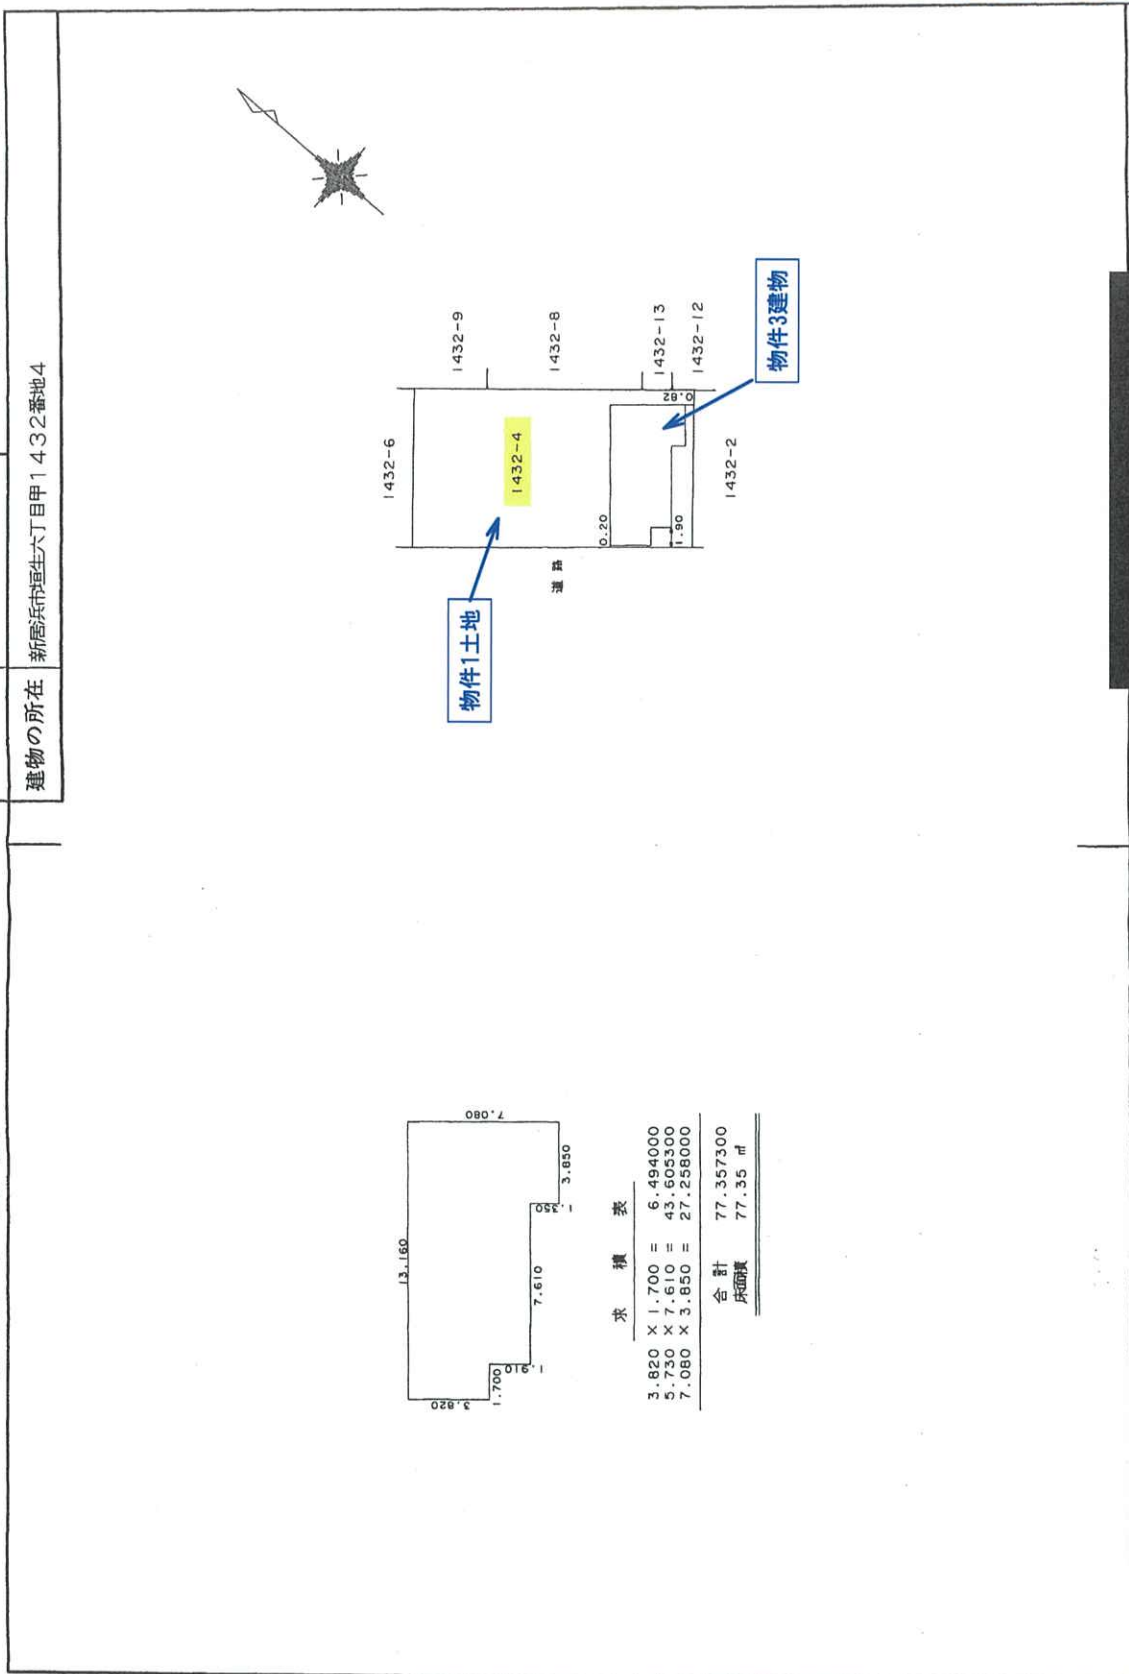 建物の所在
新居浜市垣生六丁目甲1432番地4
1432-6
1432-9
1432-8
1432-4
1432-13
1432-12
1432-2
0.20
1.90
0.82
道路
物件1土地
物件3建物
13.160
7.080
3.820
1.700
1.910
7.610
1.350
3.850
求積表
3.820 × 1.700 = 6.494000
5.730 × 7.610 = 43.605300
7.080 × 3.850 = 27.258000
合計 77.357300
床面積 77.35 ㎡